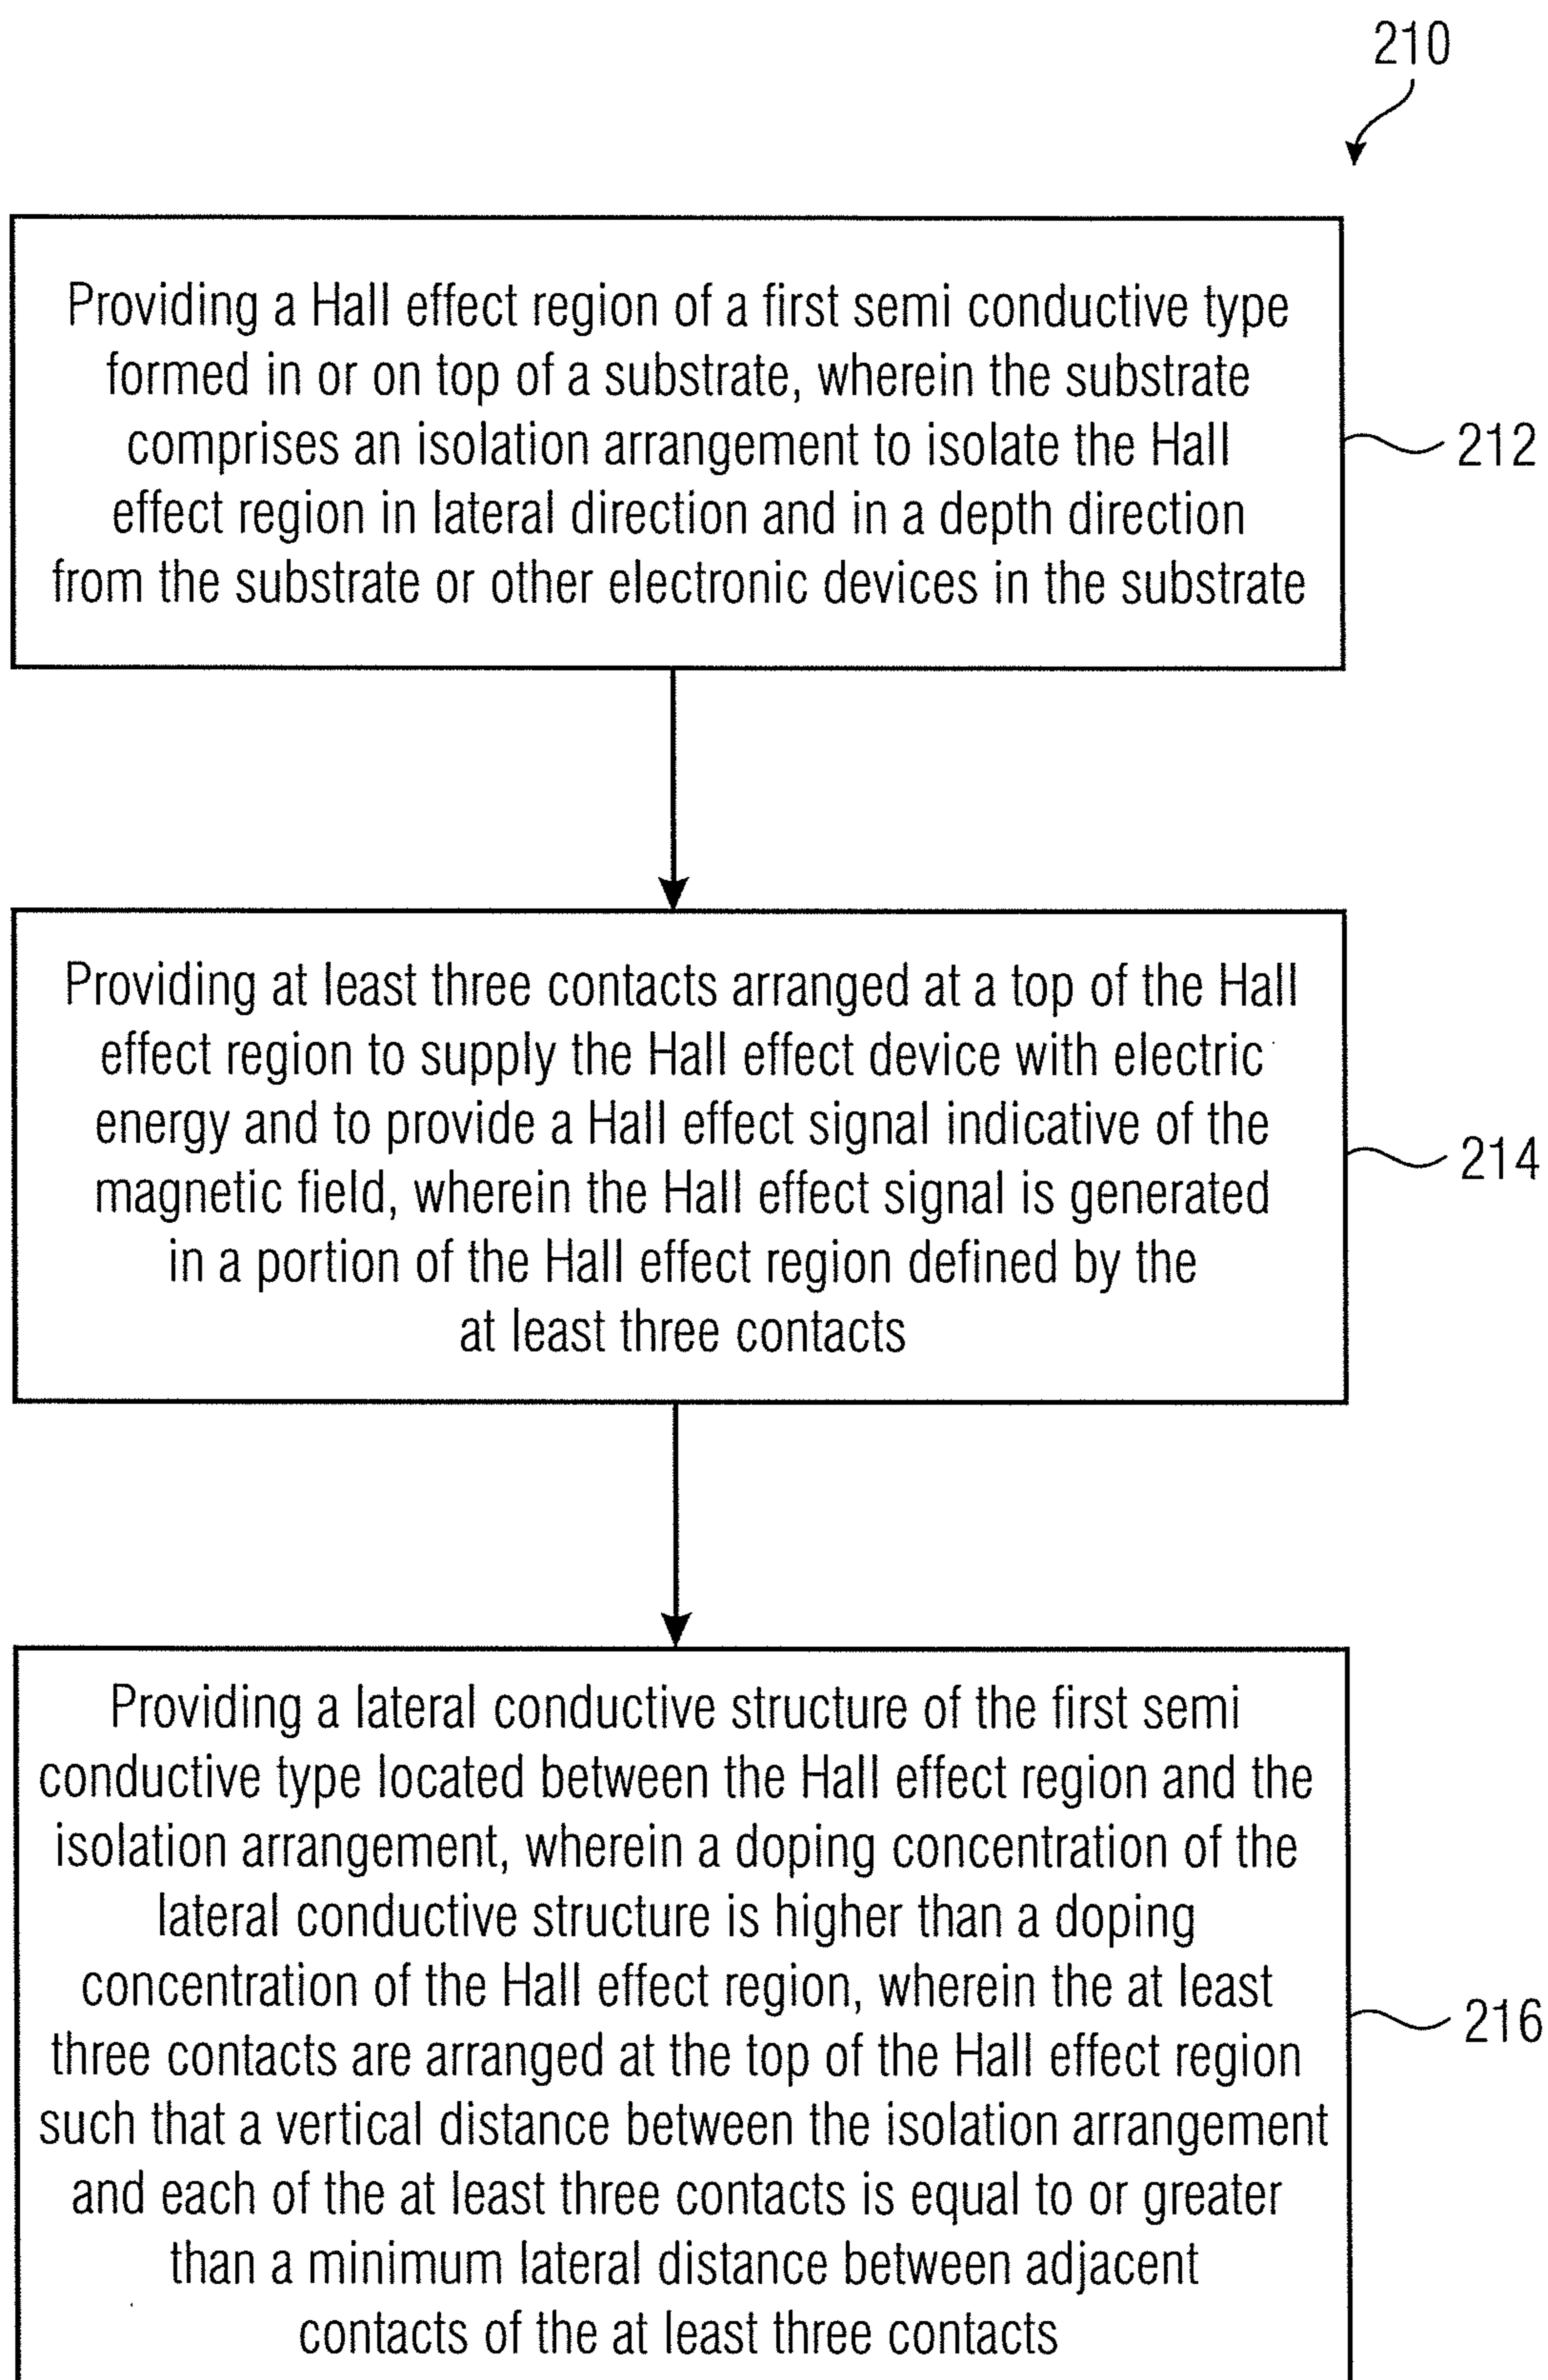 210
Providing a Hall effect region of a first semi conductive type
formed in or on top of a substrate, wherein the substrate
comprises an isolation arrangement to isolate the Hall
effect region in lateral direction and in a depth direction
from the substrate or other electronic devices in the substrate
212
Providing at least three contacts arranged at a top of the Hall
effect region to supply the Hall effect device with electric
energy and to provide a Hall effect signal indicative of the
magnetic field, wherein the Hall effect signal is generated
in a portion of the Hall effect region defined by the
at least three contacts
214
Providing a lateral conductive structure of the first semi
conductive type located between the Hall effect region and the
isolation arrangement, wherein a doping concentration of the
lateral conductive structure is higher than a doping
concentration of the Hall effect region, wherein the at least
three contacts are arranged at the top of the Hall effect region
such that a vertical distance between the isolation arrangement
and each of the at least three contacts is equal to or greater
than a minimum lateral distance between adjacent
contacts of the at least three contacts
216